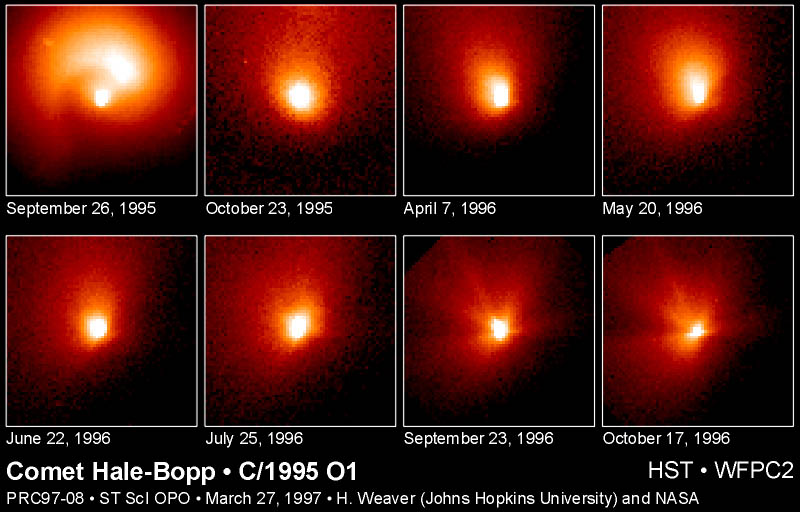 September 26, 1995
October 23, 1995
April 7, 1996
May 20, 1996
June 22, 1996
July 25, 1996
September 23, 1996
October 17, 1996
Comet Hale-Bopp • C/1995 O1
HST • WFPC2
PRC97-08 • ST ScI OPO • March 27, 1997 • H. Weaver (Johns Hopkins University) and NASA